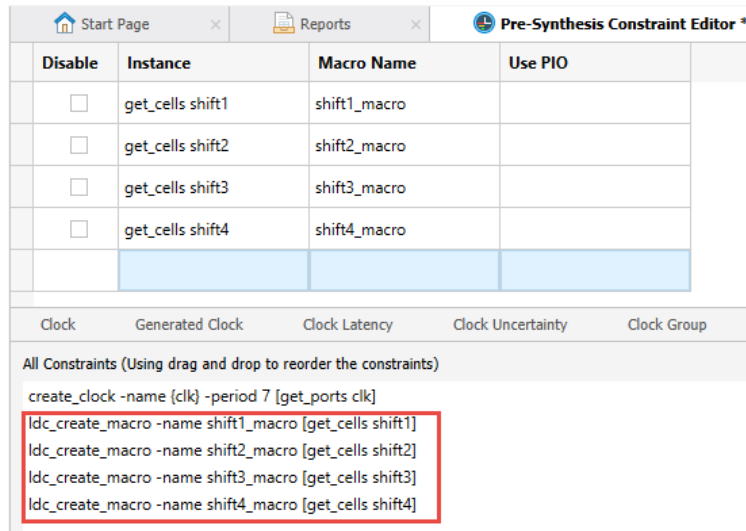 Start Page × Reports × Pre-Synthesis Constraint Editor *
Disable Instance Macro Name Use PIO
get_cells shift1 shift1_macro
get_cells shift2 shift2_macro
get_cells shift3 shift3_macro
get_cells shift4 shift4_macro
Clock Generated Clock Clock Latency Clock Uncertainty Clock Group
All Constraints (Using drag and drop to reorder the constraints)
create_clock -name {clk} -period 7 [get_ports clk]
ldc_create_macro -name shift1_macro [get_cells shift1]
ldc_create_macro -name shift2_macro [get_cells shift2]
ldc_create_macro -name shift3_macro [get_cells shift3]
ldc_create_macro -name shift4_macro [get_cells shift4]